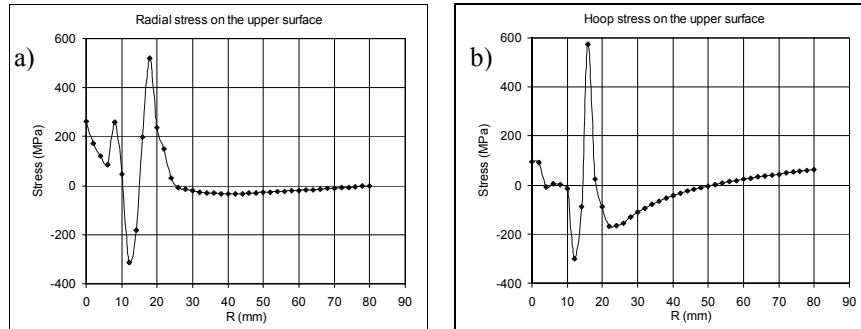 a)
Radial stress on the upper surface
Stress (MPa)
600
400
200
0
-200
-400
0 10 20 30 40 50 60 70 80 90
R (mm)
b)
Hoop stress on the upper surface
Stress (MPa)
600
400
200
0
-200
-400
0 10 20 30 40 50 60 70 80 90
R (mm)